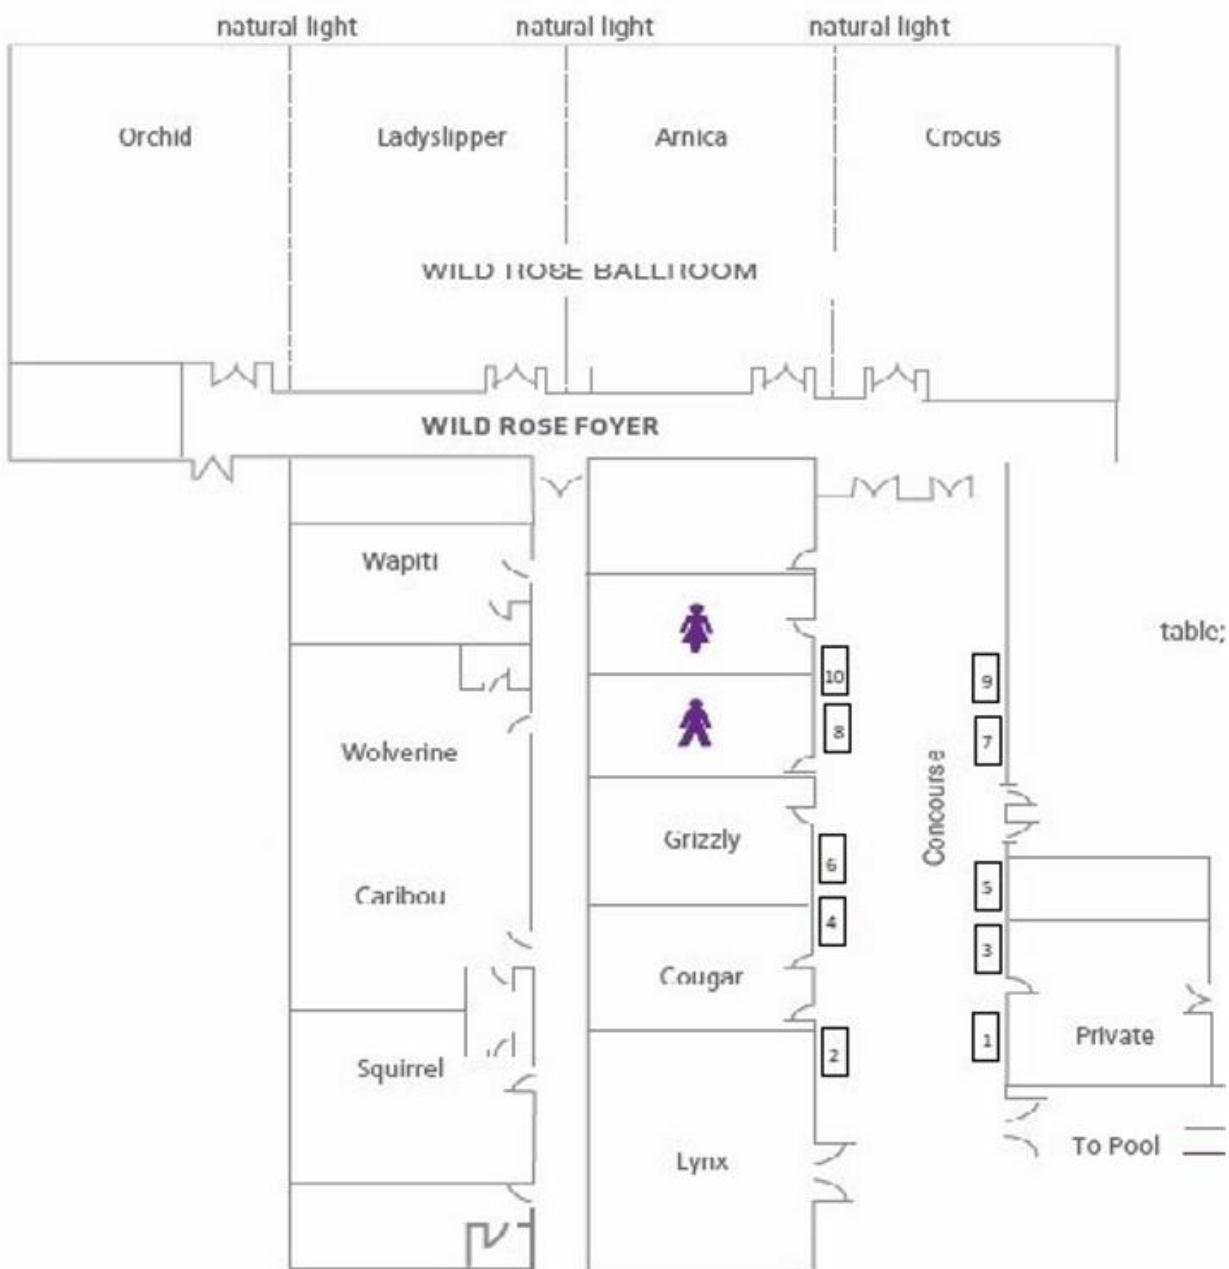 natural light natural light natural light
Orchid Ladyslipper Arnica Crocus
WILD ROSE BALLROOM
WILD ROSE FOYER
Wapiti
table;
10 9
8 7
Wolverine
Concourse
Grizzly
6
5
Caribou
4
3
Cougar
2 1
Private
Squirrel
To Pool
Lynx